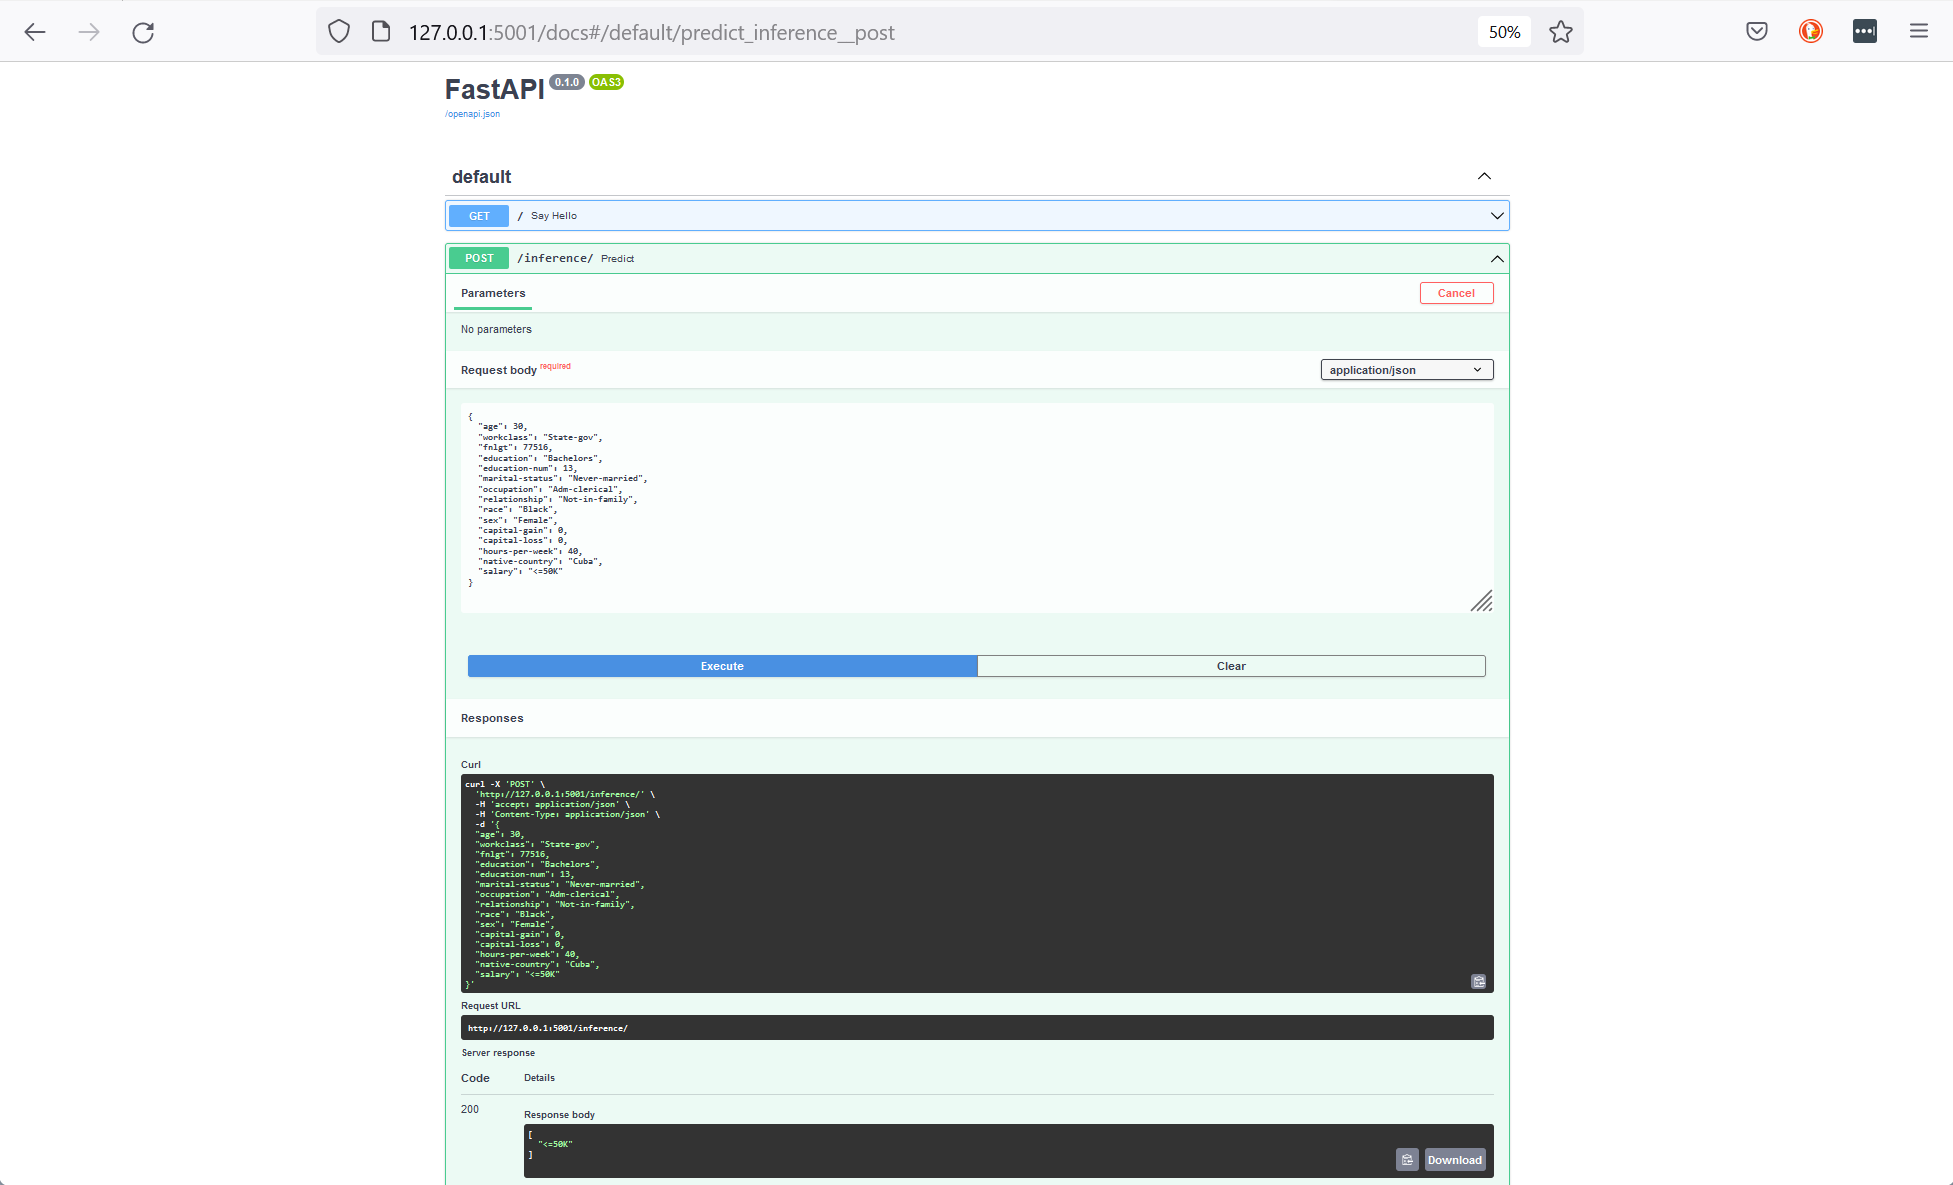 127.0.0.1:5001/docs#/default/predict_inference__post
50%
FastAPI 0.1.0 OAS3
/openapi.json
default
GET / Say Hello
POST /inference/ Predict
Parameters
Cancel
No parameters
Request body required
application/json
{
"age": 30,
"workclass": "State-gov",
"fnlgt": 77516,
"education": "Bachelors",
"education-num": 13,
"marital-status": "Never-married",
"occupation": "Adm-clerical",
"relationship": "Not-in-family",
"race": "Black",
"sex": "Female",
"capital-gain": 0,
"capital-loss": 0,
"hours-per-week": 40,
"native-country": "Cuba",
"salary": "<=50K"
}
Execute
Clear
Responses
Curl
curl -X 'POST' \
'http://127.0.0.1:5001/inference/' \
-H 'accept: application/json' \
-H 'Content-Type: application/json' \
-d '{
"age": 30,
"workclass": "State-gov",
"fnlgt": 77516,
"education": "Bachelors",
"education-num": 13,
"marital-status": "Never-married",
"occupation": "Adm-clerical",
"relationship": "Not-in-family",
"race": "Black",
"sex": "Female",
"capital-gain": 0,
"capital-loss": 0,
"hours-per-week": 40,
"native-country": "Cuba",
"salary": "<=50K"
}'
Request URL
http://127.0.0.1:5001/inference/
Server response
Code Details
200
Response body
[
"<=50K"
]
Download